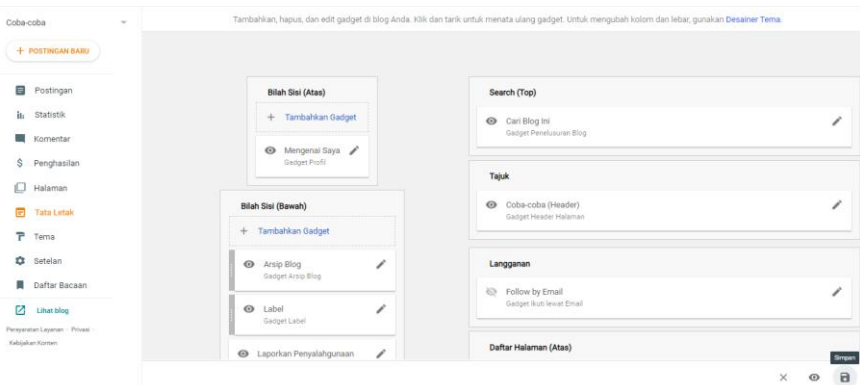 Coba-coba
Tambahkan, hapus, dan edit gadget di blog Anda. Klik dan tarik untuk menata ulang gadget. Untuk mengubah kolom dan lebar, gunakan Desainer Tema.
+ POSTINGAN BARU
Postingan
Statistik
Komentar
Penghasilan
Halaman
Tata Letak
Tema
Setelan
Daftar Bacaan
Lihat blog
Persyaratan Layanan · Privasi ·
Kebijakan Konten
Bilah Sisi (Atas)
+ Tambahkan Gadget
Mengenai Saya
Gadget Profil
Bilah Sisi (Bawah)
+ Tambahkan Gadget
Arsip Blog
Gadget Arsip Blog
Label
Gadget Label
Laporkan Penyalahgunaan
Search (Top)
Cari Blog Ini
Gadget Penelusuran Blog
Tajuk
Coba-coba (Header)
Gadget Header Halaman
Langganan
Follow by Email
Gadget Ikuti lewat Email
Daftar Halaman (Atas)
Simpan